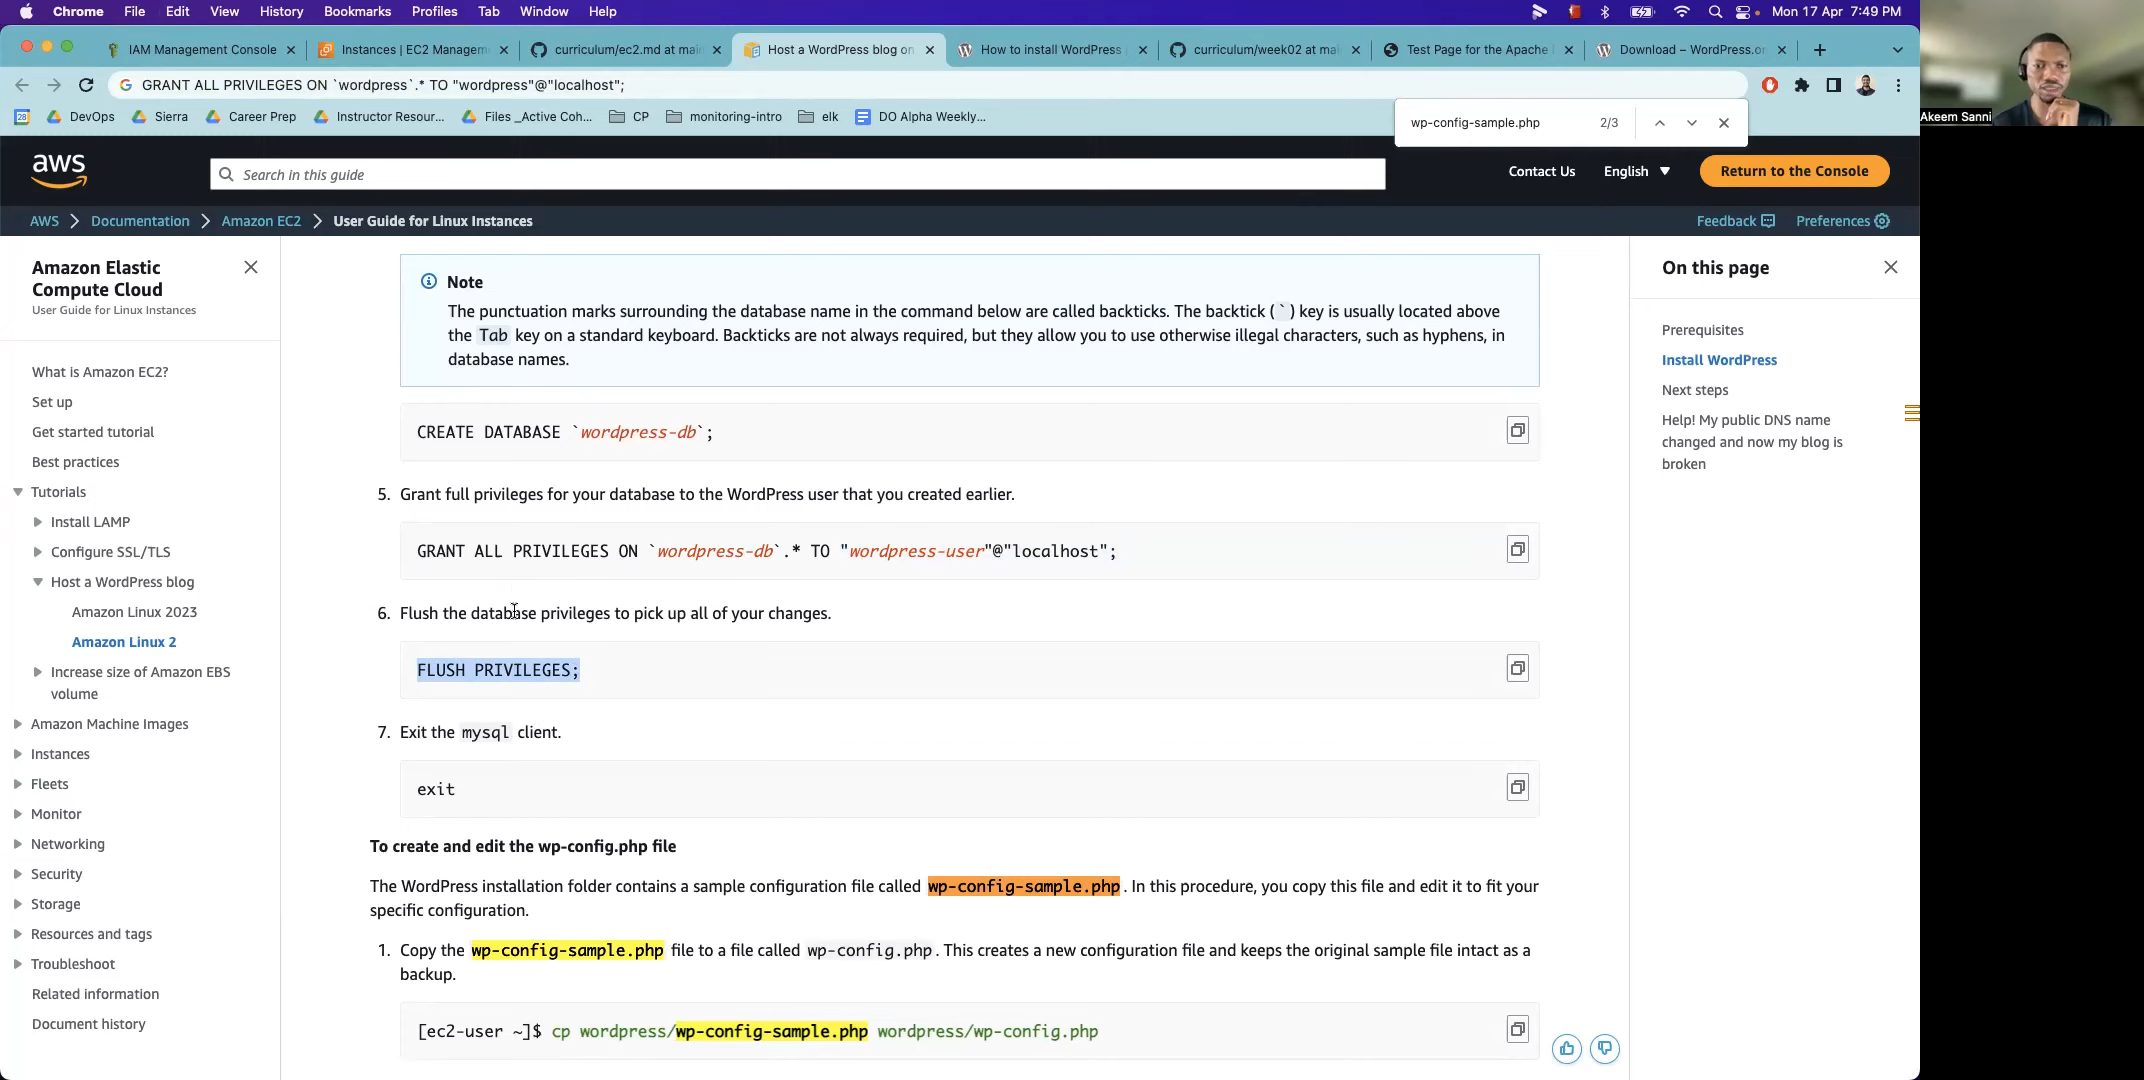 Chrome File Edit View History Bookmarks Profiles Tab Window Help Mon 17 Apr 7:49 PM
IAM Management Console
Instances | EC2 Managem
curriculum/ec2.md at main
Host a WordPress blog on
How to install WordPress
curriculum/week02 at mai
Test Page for the Apache
Download – WordPress.or
GRANT ALL PRIVILEGES ON `wordpress`.* TO "wordpress"@"localhost";
28 DevOps Sierra Career Prep Instructor Resour... Files _Active Coh... CP monitoring-intro elk DO Alpha Weekly...
wp-config-sample.php 2/3
Akeem Sanni
aws
Search in this guide
Contact Us English Return to the Console
AWS Documentation Amazon EC2 User Guide for Linux Instances
Feedback Preferences
Amazon Elastic
Compute Cloud
User Guide for Linux Instances
What is Amazon EC2?
Set up
Get started tutorial
Best practices
Tutorials
Install LAMP
Configure SSL/TLS
Host a WordPress blog
Amazon Linux 2023
Amazon Linux 2
Increase size of Amazon EBS
volume
Amazon Machine Images
Instances
Fleets
Monitor
Networking
Security
Storage
Resources and tags
Troubleshoot
Related information
Document history
Note
The punctuation marks surrounding the database name in the command below are called backticks. The backtick (`) key is usually located above
the Tab key on a standard keyboard. Backticks are not always required, but they allow you to use otherwise illegal characters, such as hyphens, in
database names.
CREATE DATABASE `wordpress-db`;
5. Grant full privileges for your database to the WordPress user that you created earlier.
GRANT ALL PRIVILEGES ON `wordpress-db`.* TO "wordpress-user"@"localhost";
6. Flush the database privileges to pick up all of your changes.
FLUSH PRIVILEGES;
7. Exit the mysql client.
exit
To create and edit the wp-config.php file
The WordPress installation folder contains a sample configuration file called wp-config-sample.php. In this procedure, you copy this file and edit it to fit your
specific configuration.
1. Copy the wp-config-sample.php file to a file called wp-config.php. This creates a new configuration file and keeps the original sample file intact as a
backup.
[ec2-user ~]$ cp wordpress/wp-config-sample.php wordpress/wp-config.php
On this page
Prerequisites
Install WordPress
Next steps
Help! My public DNS name
changed and now my blog is
broken